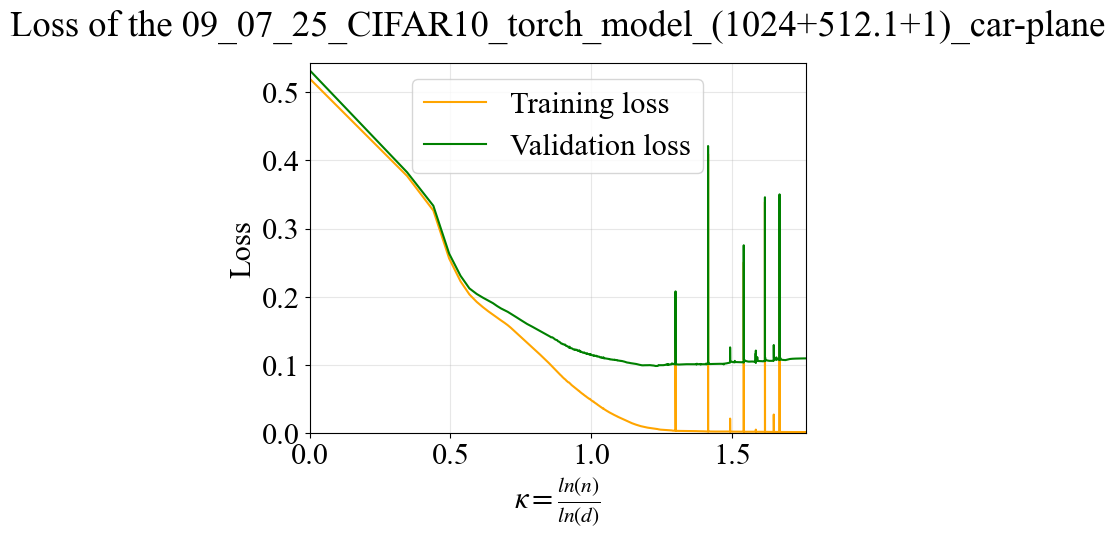 Loss of the 09_07_25_CIFAR10_torch_model_(1024+512.1+1)_car-plane
Training loss
Validation loss
0.5
0.4
0.3
0.2
0.1
0.0
Loss
0.0 0.5 1.0 1.5
κ = ln(n) / ln(d)